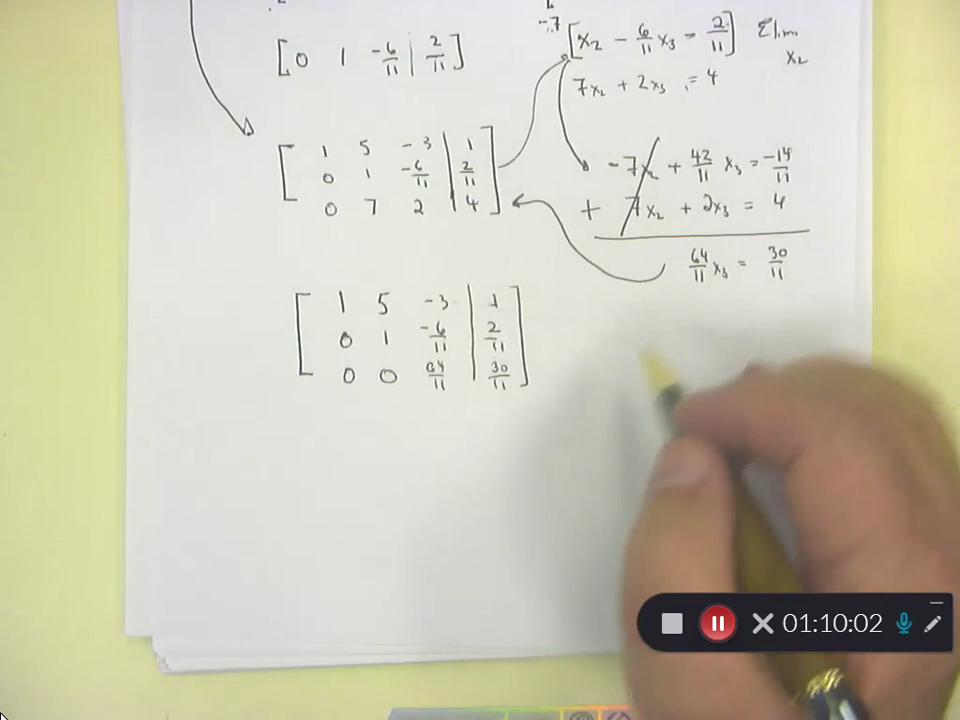 [0 1 -6/11 | 2/11]
-7 [x₂ - 6/11 x₃ = 2/11] Elim. x₂
7x₂ + 2x₃ = 4
[1 5 -3 | 1
0 1 -6/11 | 2/11
0 7 2 | 4]
-7x₂ + 42/11 x₃ = -14/11
+ 7x₂ + 2x₃ = 4
64/11 x₃ = 30/11
[1 5 -3 | 1
0 1 -6/11 | 2/11
0 0 64/11 | 30/11]
01:10:02